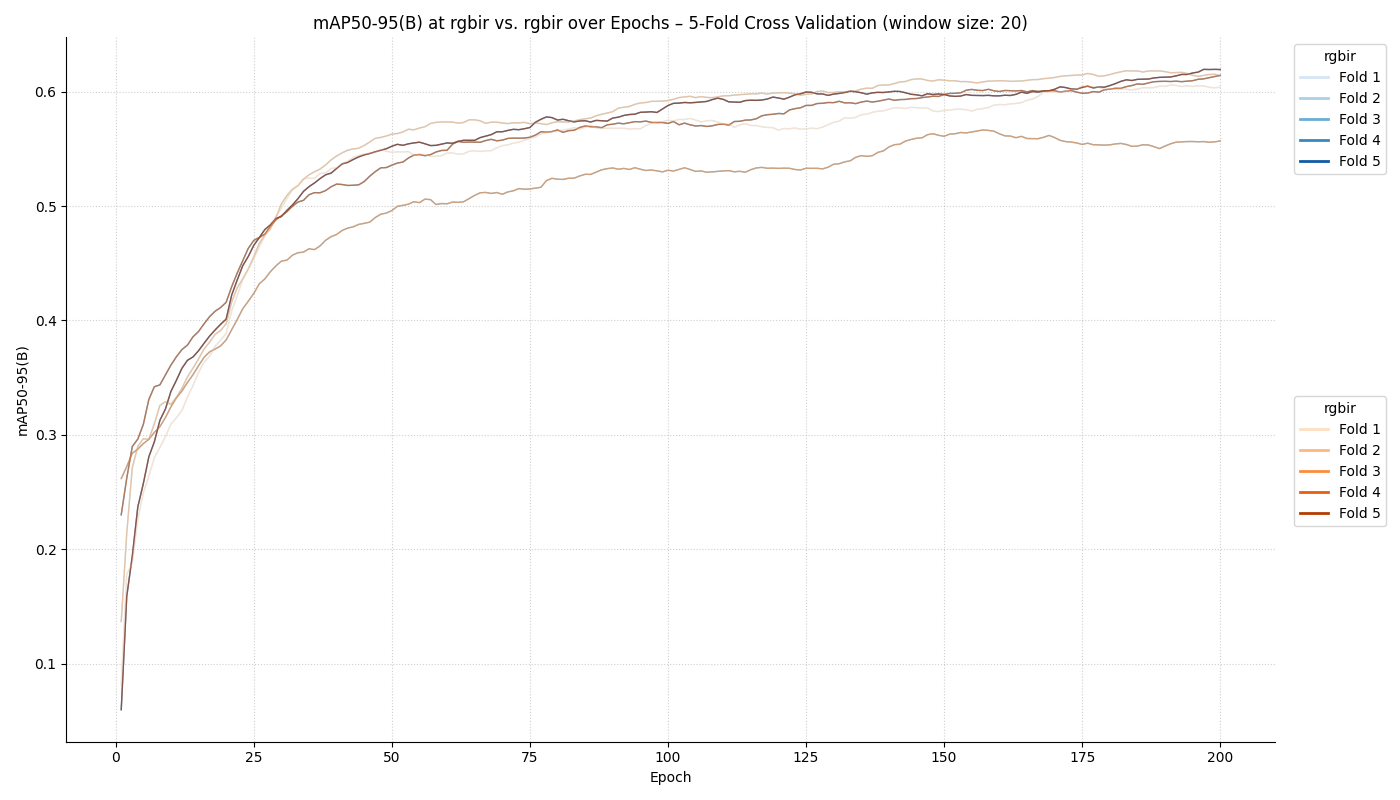 mAP50-95(B) at rgbir vs. rgbir over Epochs – 5-Fold Cross Validation (window size: 20)
mAP50-95(B)
0.6
0.5
0.4
0.3
0.2
0.1
0 25 50 75 100 125 150 175 200
Epoch
rgbir
Fold 1
Fold 2
Fold 3
Fold 4
Fold 5
rgbir
Fold 1
Fold 2
Fold 3
Fold 4
Fold 5